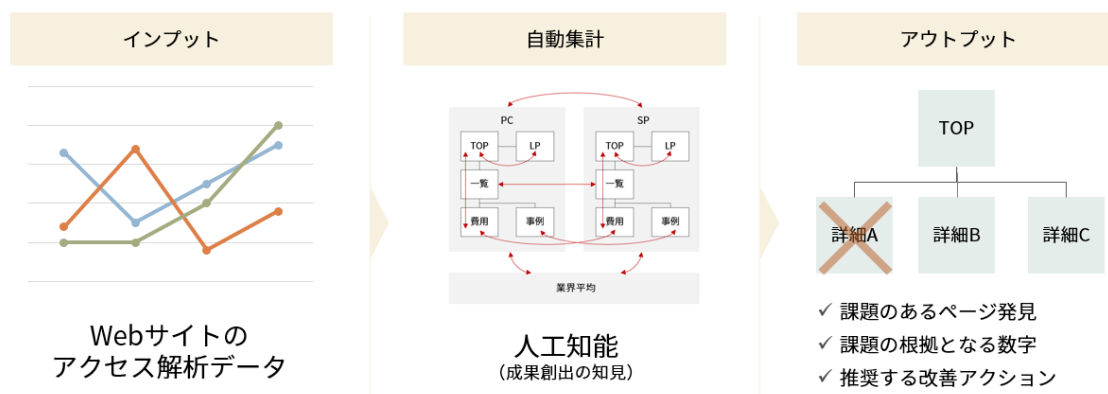 インプット
Webサイトの
アクセス解析データ
自動集計
PC
TOP
LP
一覧
費用
事例
SP
TOP
LP
一覧
費用
事例
業界平均
人工知能
（成果創出の知見）
アウトプット
TOP
詳細A
詳細B
詳細C
✓ 課題のあるページ発見
✓ 課題の根拠となる数字
✓ 推奨する改善アクション